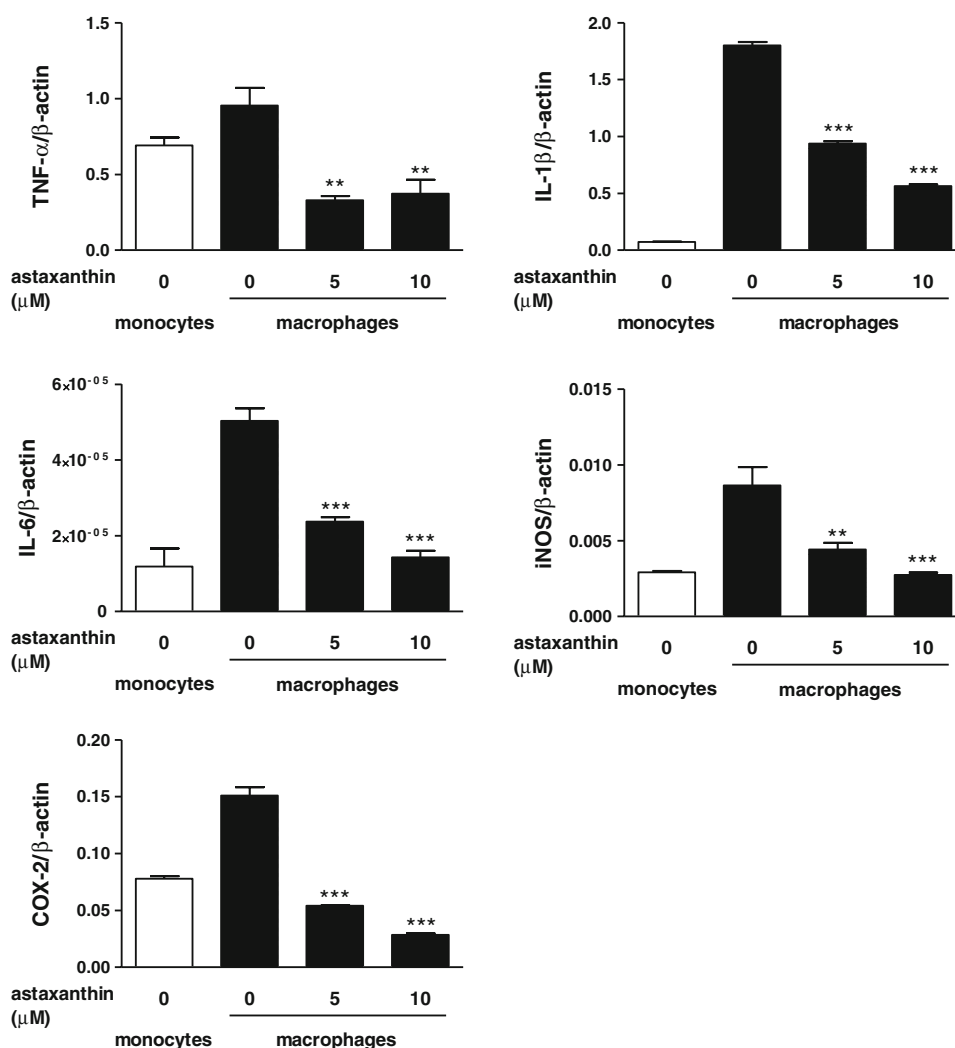 1.5
1.0
0.5
0.0
TNF-α/β-actin
**
**
astaxanthin 0 0 5 10
(μM)
monocytes macrophages
2.0
1.5
1.0
0.5
0.0
IL-1β/β-actin
***
***
0 0 5 10
monocytes macrophages
6×10⁻⁰⁵
4×10⁻⁰⁵
2×10⁻⁰⁵
0
IL-6/β-actin
***
***
astaxanthin 0 0 5 10
(μM)
monocytes macrophages
0.015
0.010
0.005
0.000
iNOS/β-actin
**
***
astaxanthin 0 0 5 10
(μM)
monocytes macrophages
0.20
0.15
0.10
0.05
0.00
COX-2/β-actin
***
***
astaxanthin 0 0 5 10
(μM)
monocytes macrophages